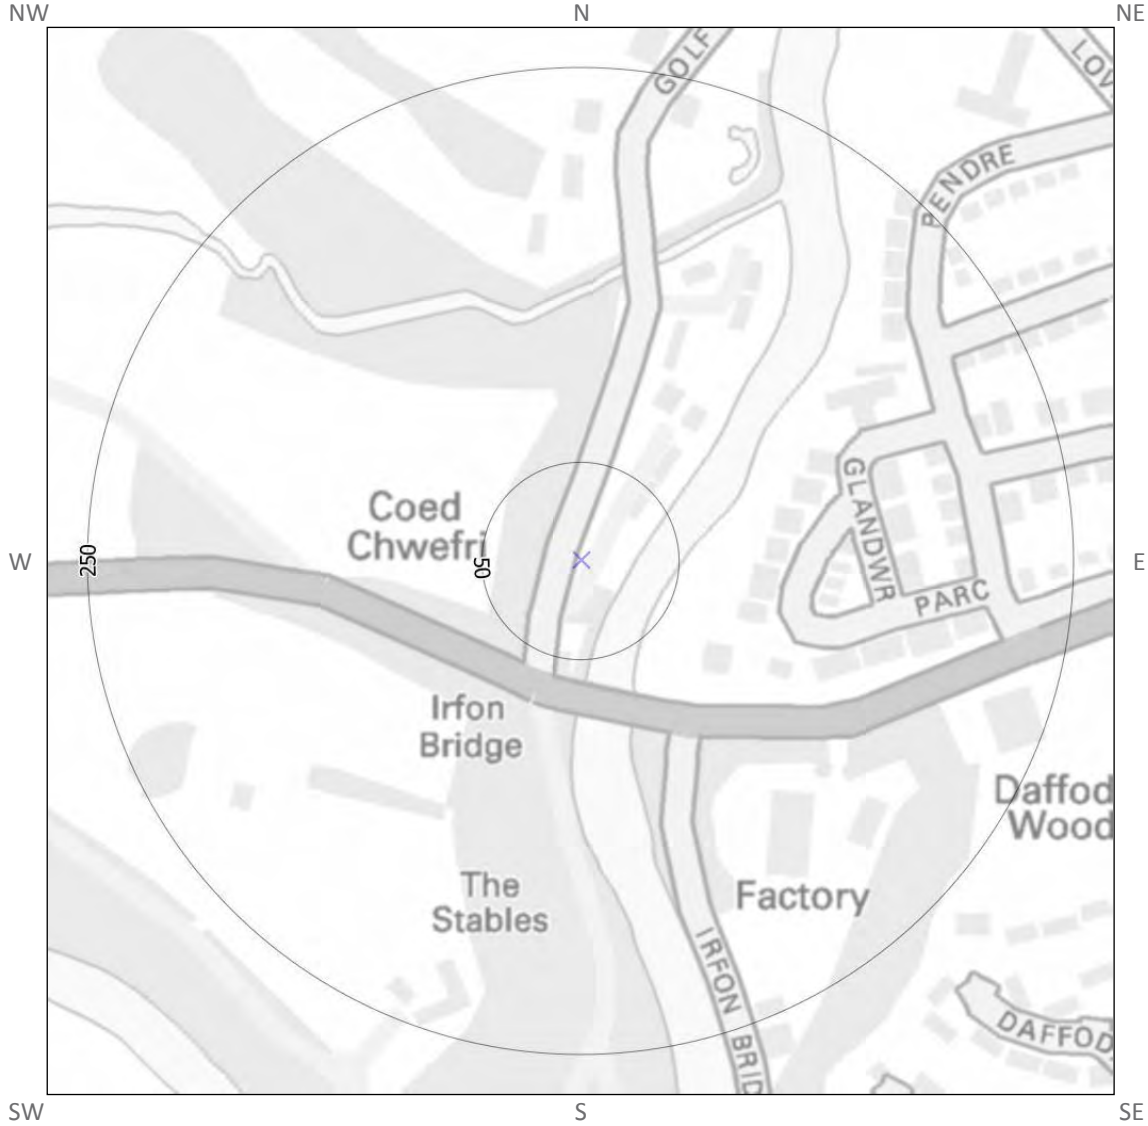 NW
N
NE
GOLF
LOV
PENDRE
Coed
Chwefri
GLANDWR
W
250
50
E
PARC
Irfon
Bridge
Daffod
Wood
The
Stables
Factory
IRFON BRID
DAFFOD
SW
S
SE